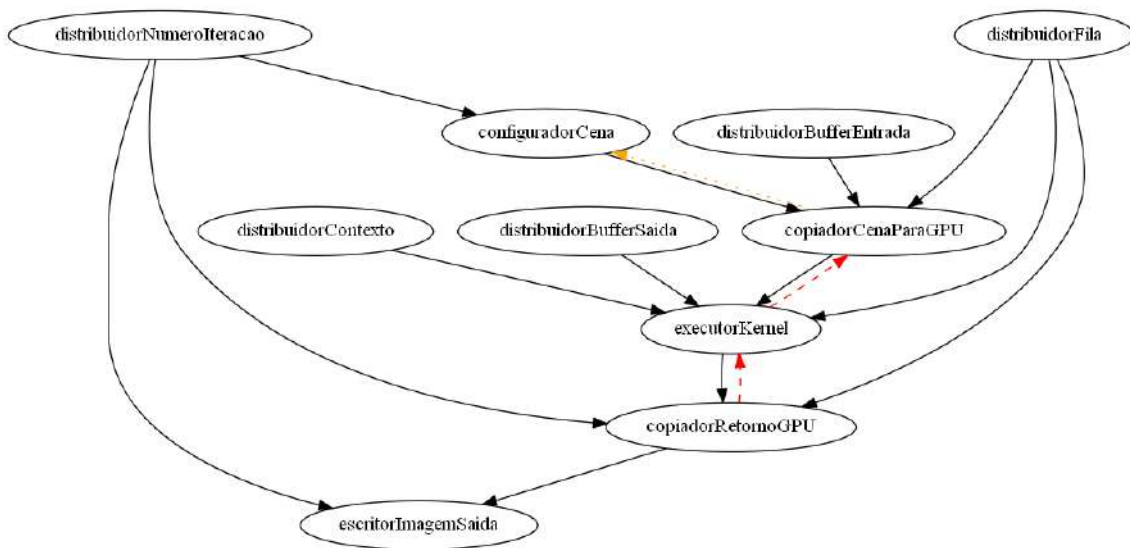 distribuidorNumeroIteracao
distribuidorFila
configuradorCena
distribuidorBufferEntrada
distribuidorContexto
distribuidorBufferSaida
copiadorCenaParaGPU
executorKernel
copiadorRetornoGPU
escritorImagemSaida